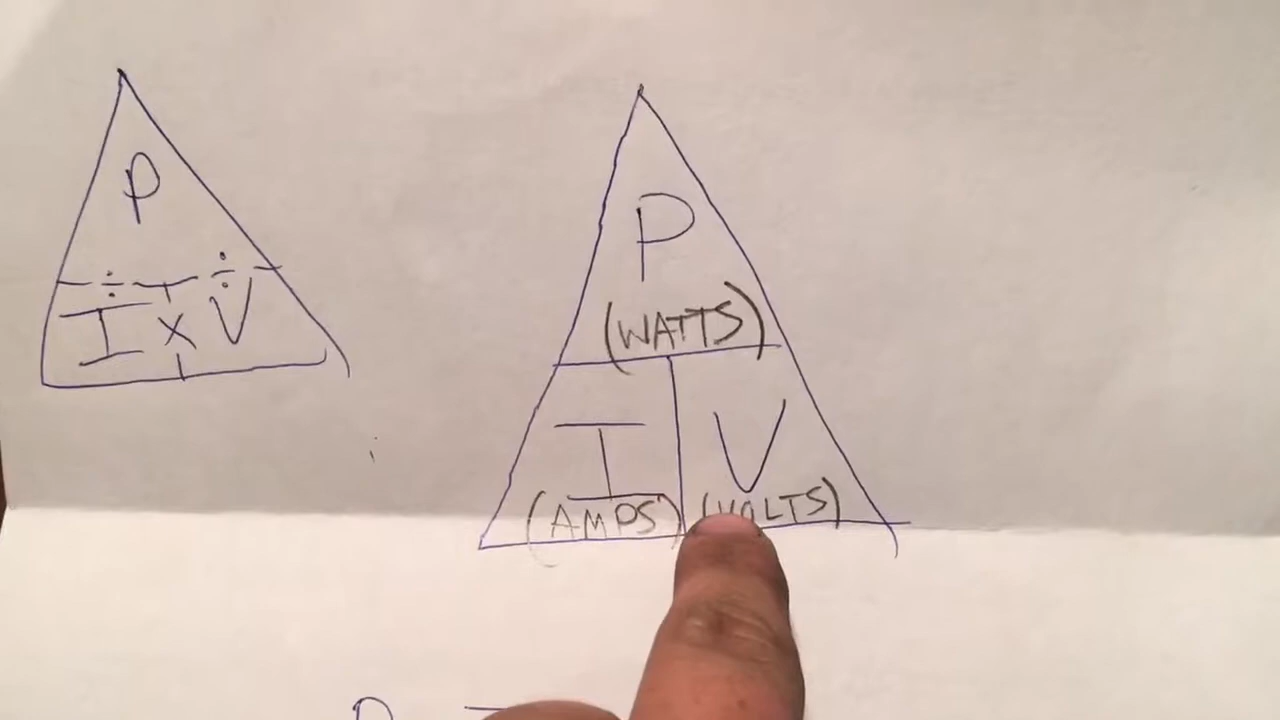 P
÷ ÷
I x V
P
(WATTS)
I V
(AMPS) (VOLTS)
P